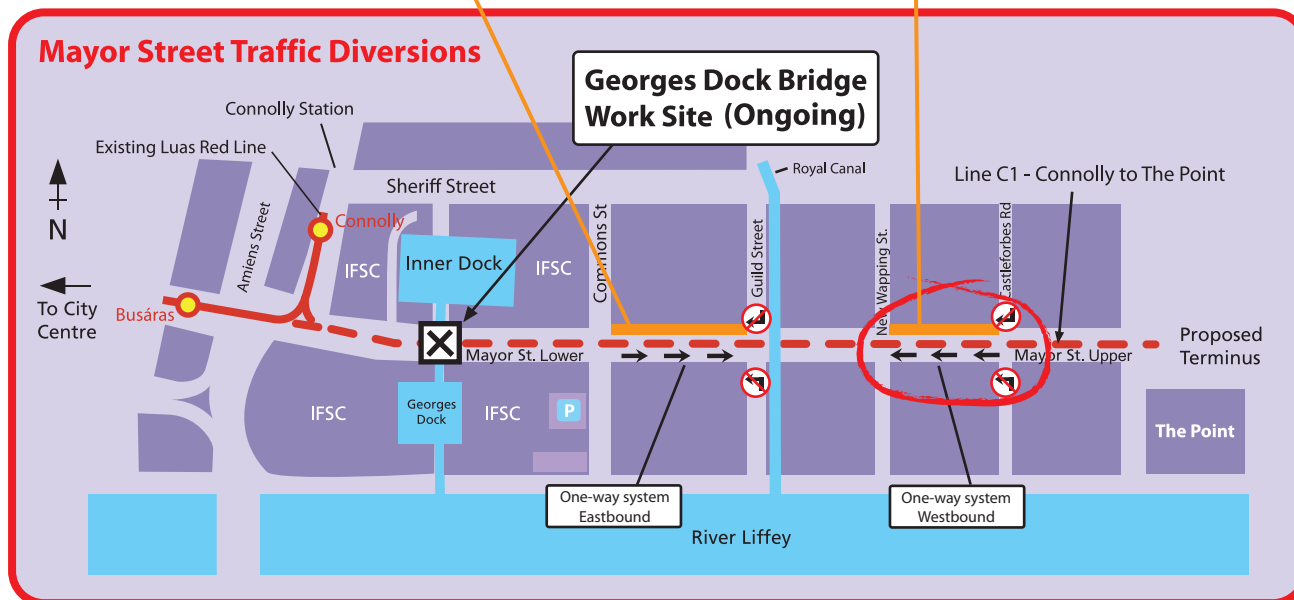 Mayor Street Traffic Diversions
Georges Dock Bridge
Work Site (Ongoing)
Connolly Station
Existing Luas Red Line
Royal Canal
Line C1 - Connolly to The Point
Sheriff Street
N
To City
Centre
Amiens Street
Connolly
Busáras
IFSC
Inner Dock
IFSC
Commons St
Guild Street
New Wapping St.
Castleforbes Rd
Mayor St. Lower
Mayor St. Upper
Proposed
Terminus
IFSC
Georges
Dock
IFSC
P
The Point
One-way system
Eastbound
One-way system
Westbound
River Liffey